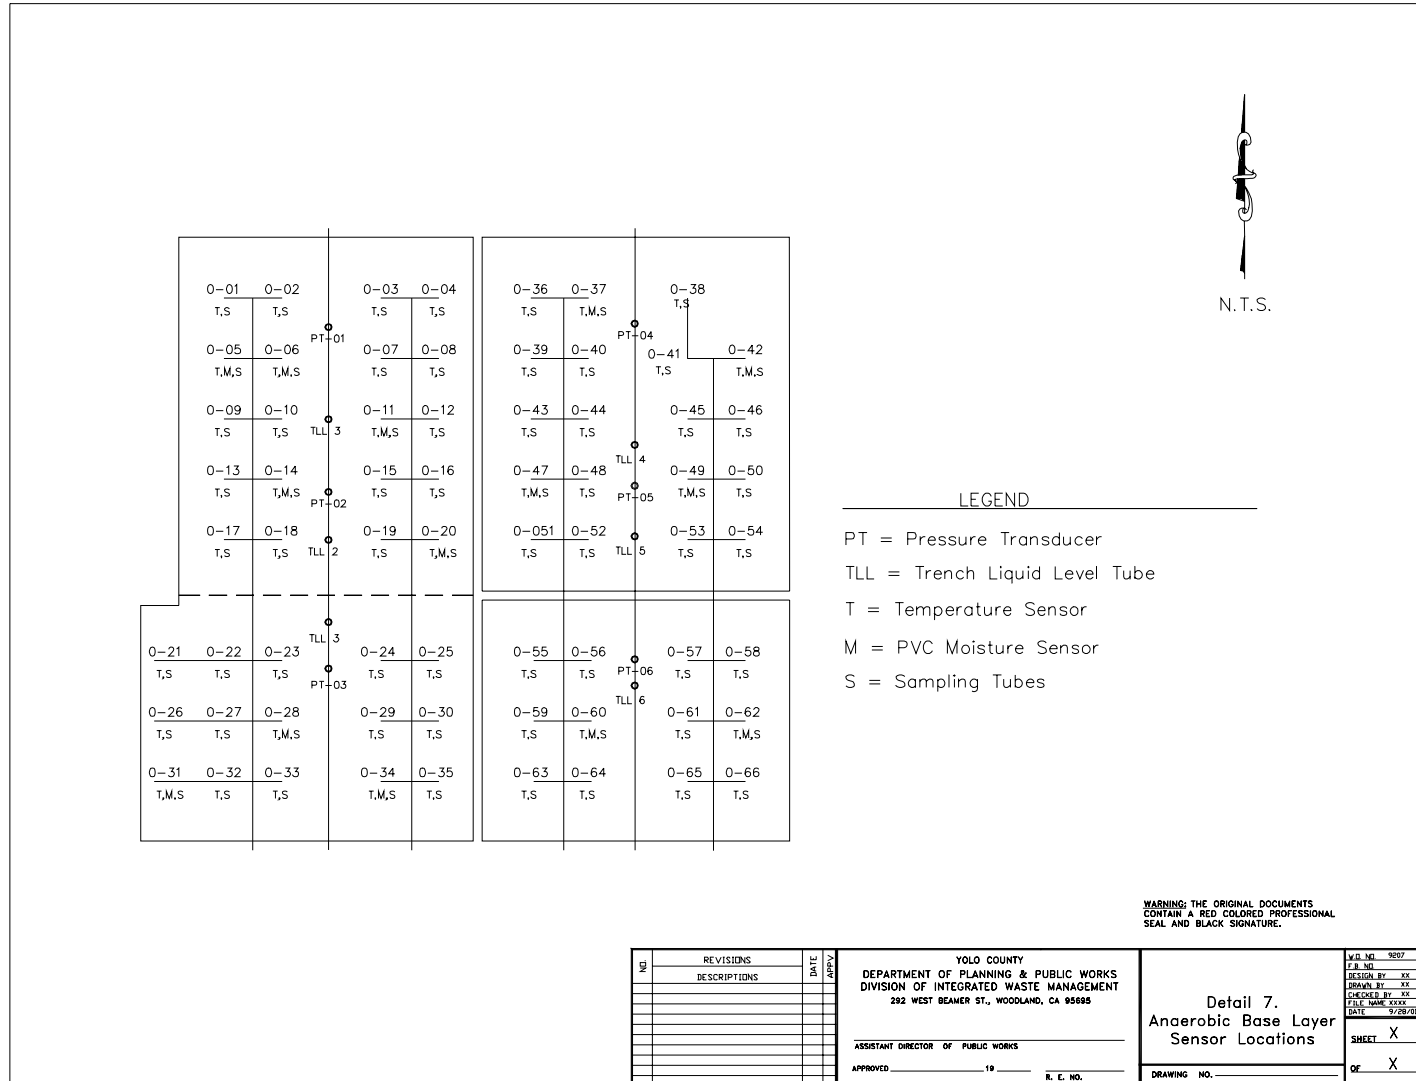 N.T.S.
0-01 0-02 0-03 0-04 0-36 0-37 0-38
T,S T,S T,S T,S T,S T,M,S T,S
PT-01 PT-04
0-05 0-06 0-07 0-08 0-39 0-40 0-41 0-42
T,M,S T,M,S T,S T,S T,S T,S T,S T,M,S
0-09 0-10 0-11 0-12 0-43 0-44 0-45 0-46
T,S T,S TLL 3 T,M,S T,S T,S T,S T,S T,S
TLL 4
0-13 0-14 0-15 0-16 0-47 0-48 0-49 0-50
T,S T,M,S T,S T,S T,M,S T,S T,M,S T,S
PT-02 PT-05
0-17 0-18 0-19 0-20 0-051 0-52 0-53 0-54
T,S T,S TLL 2 T,S T,M,S T,S T,S TLL 5 T,S T,S
TLL 3
0-21 0-22 0-23 0-24 0-25 0-55 0-56 0-57 0-58
T,S T,S T,S T,S T,S T,S T,S T,S T,S
PT-03 PT-06
TLL 6
0-26 0-27 0-28 0-29 0-30 0-59 0-60 0-61 0-62
T,S T,S T,M,S T,S T,S T,S T,M,S T,S T,M,S
0-31 0-32 0-33 0-34 0-35 0-63 0-64 0-65 0-66
T,M,S T,S T,S T,M,S T,S T,S T,S T,S T,S
LEGEND
PT = Pressure Transducer
TLL = Trench Liquid Level Tube
T = Temperature Sensor
M = PVC Moisture Sensor
S = Sampling Tubes
WARNING: THE ORIGINAL DOCUMENTS
CONTAIN A RED COLORED PROFESSIONAL
SEAL AND BLACK SIGNATURE.
NO. REVISIONS DATE APPV
DESCRIPTIONS
YOLO COUNTY
DEPARTMENT OF PLANNING & PUBLIC WORKS
DIVISION OF INTEGRATED WASTE MANAGEMENT
292 WEST BEAMER ST., WOODLAND, CA 95695
ASSISTANT DIRECTOR OF PUBLIC WORKS
APPROVED 19
R. E. NO.
Detail 7.
Anaerobic Base Layer
Sensor Locations
DRAWING NO.
W.O. NO. 9207
F.B. NO.
DESIGN BY XX
DRAWN BY XX
CHECKED BY XX
FILE NAME XXXX
DATE
SHEET X
OF X